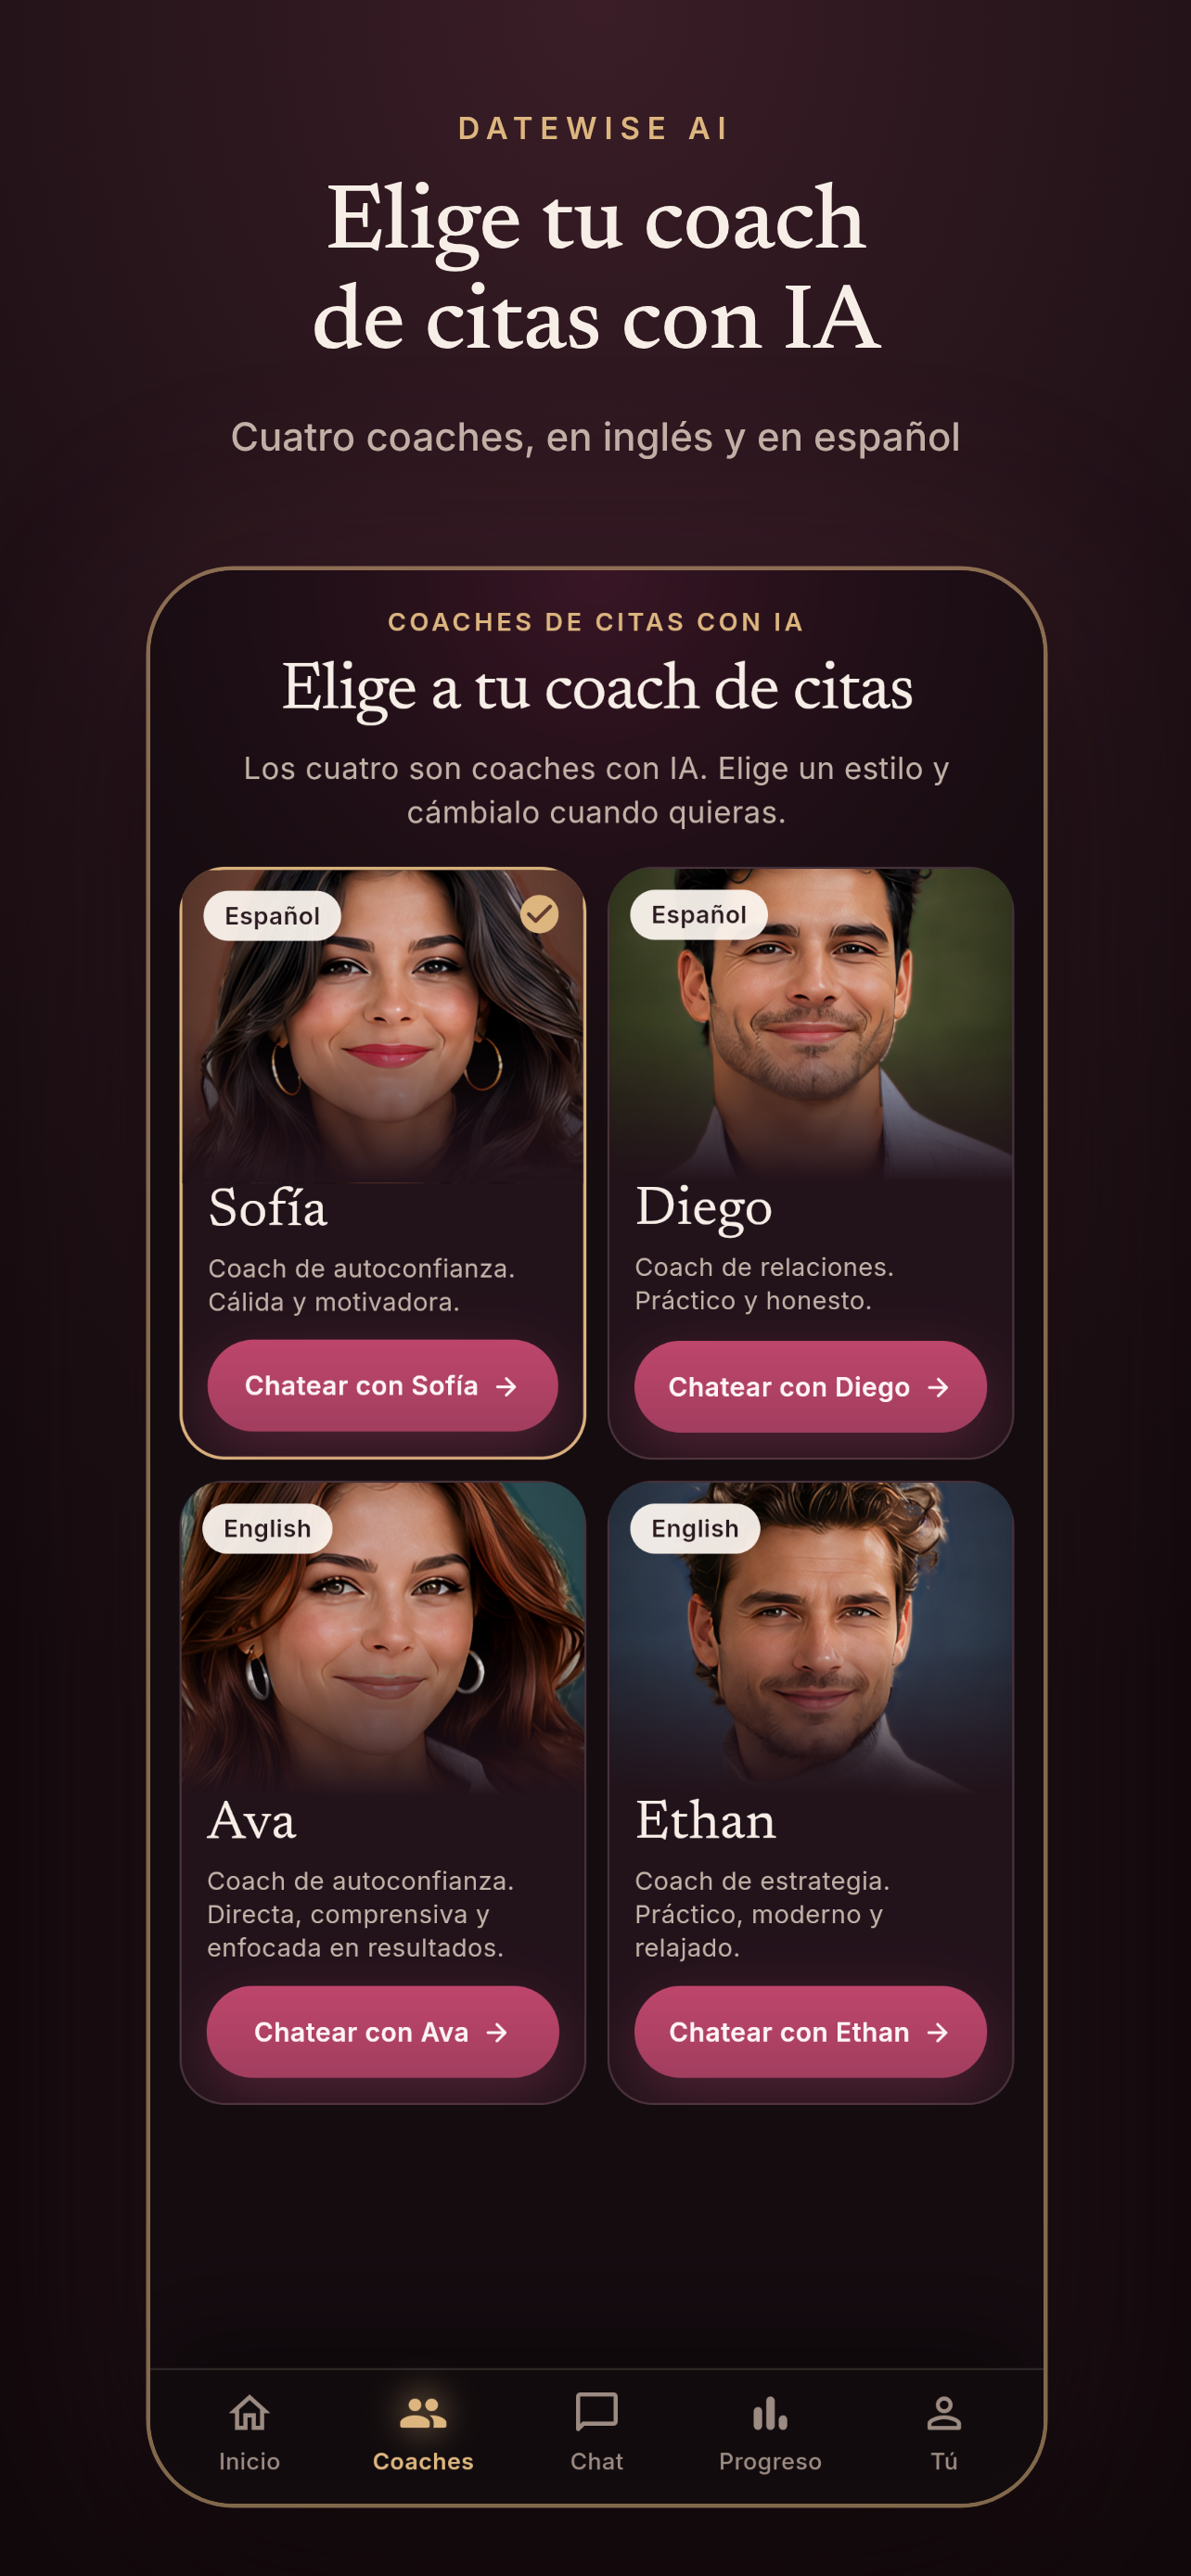 DATEWISE AI
Elige tu coach
de citas con IA
Cuatro coaches, en inglés y en español
COACHES DE CITAS CON IA
Elige a tu coach de citas
Los cuatro son coaches con IA. Elige un estilo y
cámbialo cuando quieras.
Español
Sofía
Coach de autoconfianza.
Cálida y motivadora.
Chatear con Sofía →
Español
Diego
Coach de relaciones.
Práctico y honesto.
Chatear con Diego →
English
Ava
Coach de autoconfianza.
Directa, comprensiva y
enfocada en resultados.
Chatear con Ava →
English
Ethan
Coach de estrategia.
Práctico, moderno y
relajado.
Chatear con Ethan →
Inicio
Coaches
Chat
Progreso
Tú